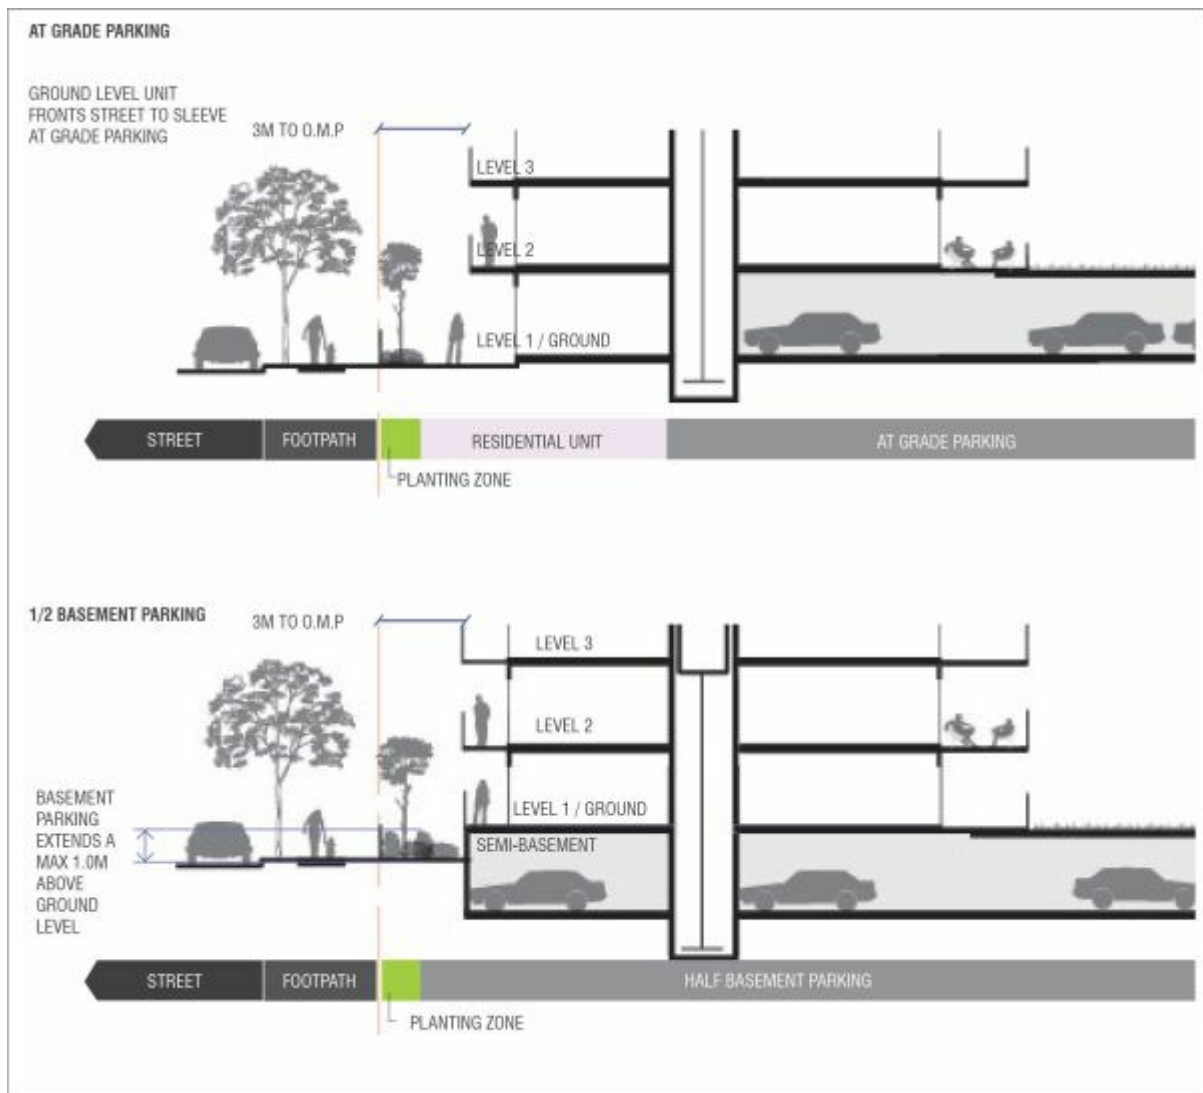 AT GRADE PARKING
GROUND LEVEL UNIT
FRONTS STREET TO SLEEVE
AT GRADE PARKING
3M TO O.M.P
LEVEL 3
LEVEL 2
LEVEL 1 / GROUND
STREET
FOOTPATH
RESIDENTIAL UNIT
AT GRADE PARKING
PLANTING ZONE
1/2 BASEMENT PARKING
3M TO O.M.P
LEVEL 3
LEVEL 2
LEVEL 1 / GROUND
SEMI-BASEMENT
BASEMENT
PARKING
EXTENDS A
MAX 1.0M
ABOVE
GROUND
LEVEL
STREET
FOOTPATH
HALF BASEMENT PARKING
PLANTING ZONE